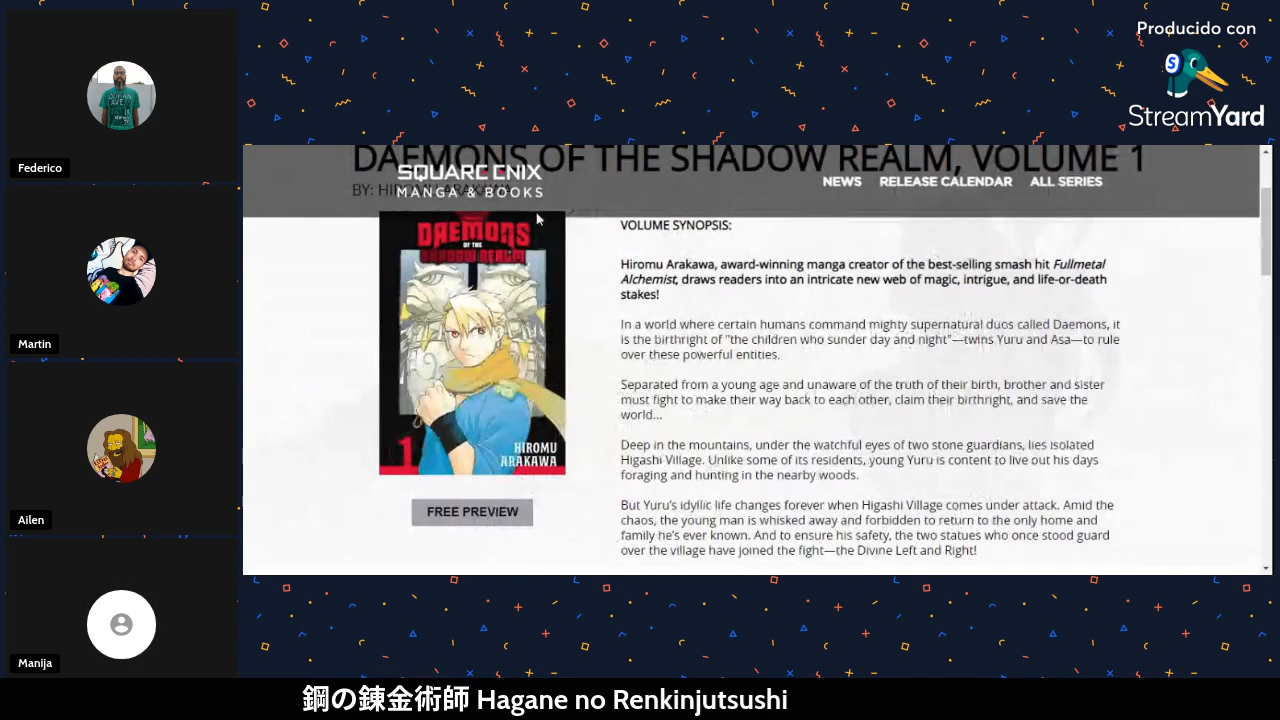 Producido con
StreamYard
Federico
Martin
Ailen
Manija
DAEMONS OF THE SHADOW REALM, VOLUME 1
BY: HIROMU ARAKAWA
SQUARE ENIX
MANGA & BOOKS
NEWS
RELEASE CALENDAR
ALL SERIES
DAEMONS
OF THE
SHADOW REALM
1
HIROMU
ARAKAWA
FREE PREVIEW
VOLUME SYNOPSIS:
Hiromu Arakawa, award-winning manga creator of the best-selling smash hit Fullmetal
Alchemist, draws readers into an intricate new web of magic, intrigue, and life-or-death
stakes!
In a world where certain humans command mighty supernatural duos called Daemons, it
is the birthright of "the children who sunder day and night"—twins Yuru and Asa—to rule
over these powerful entities.
Separated from a young age and unaware of the truth of their birth, brother and sister
must fight to make their way back to each other, claim their birthright, and save the
world...
Deep in the mountains, under the watchful eyes of two stone guardians, lies isolated
Higashi Village. Unlike some of its residents, young Yuru is content to live out his days
foraging and hunting in the nearby woods.
But Yuru's idyllic life changes forever when Higashi Village comes under attack. Amid the
chaos, the young man is whisked away and forbidden to return to the only home and
family he's ever known. And to ensure his safety, the two statues who once stood guard
over the village have joined the fight—the Divine Left and Right!
鋼の錬金術師 Hagane no Renkinjutsushi